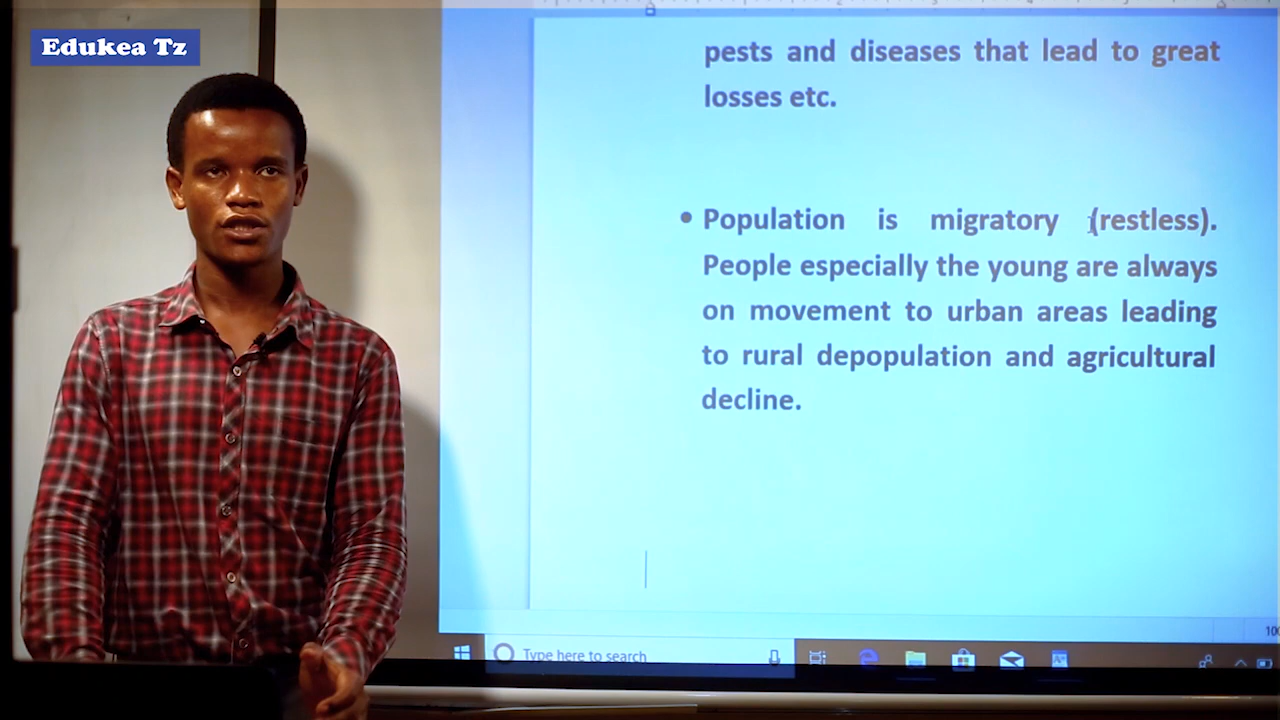 Edukea Tz
pests and diseases that lead to great
losses etc.
• Population is migratory (restless).
People especially the young are always
on movement to urban areas leading
to rural depopulation and agricultural
decline.
Type here to search